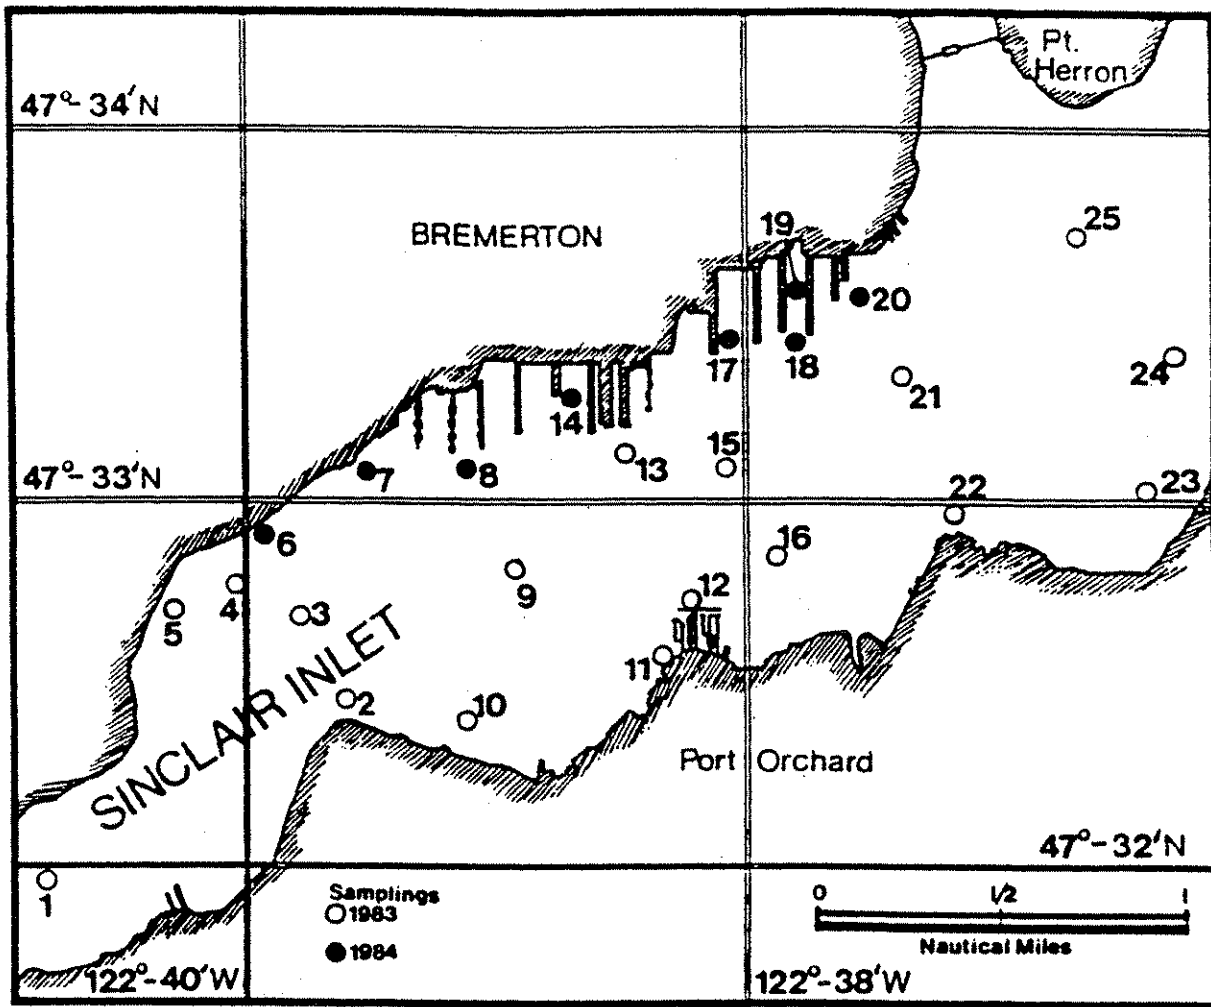 Pt.
Herron
47°-34'N
BREMERTON
19
25
20
17
18
24
21
14
15
13
47°-33'N
7
8
22
23
6
16
9
12
4
5
3
11
SINCLAIR INLET
2
10
Port Orchard
47°-32'N
1
Samplings
1983
1984
0 1/2 1
Nautical Miles
122°-40'W
122°-38'W